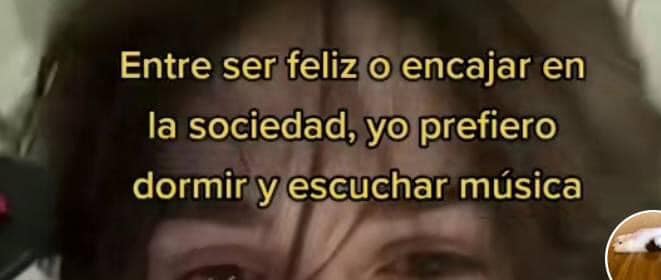 Entre ser feliz o encajar en
la sociedad, yo prefiero
dormir y escuchar música